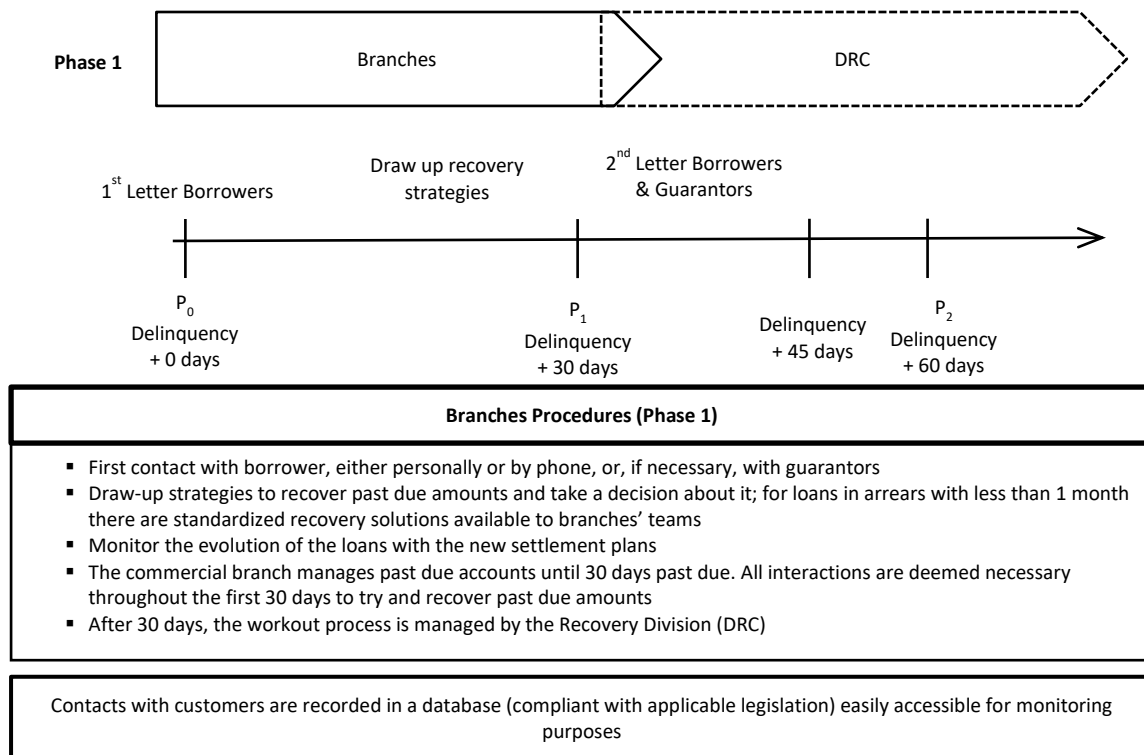 Phase 1
Branches
DRC
1st Letter Borrowers
Draw up recovery
strategies
2nd Letter Borrowers
& Guarantors
P0
Delinquency
+ 0 days
P1
Delinquency
+ 30 days
Delinquency
+ 45 days
P2
Delinquency
+ 60 days
Branches Procedures (Phase 1)
▪ First contact with borrower, either personally or by phone, or, if necessary, with guarantors
▪ Draw-up strategies to recover past due amounts and take a decision about it; for loans in arrears with less than 1 month
there are standardized recovery solutions available to branches’ teams
▪ Monitor the evolution of the loans with the new settlement plans
▪ The commercial branch manages past due accounts until 30 days past due. All interactions are deemed necessary
throughout the first 30 days to try and recover past due amounts
▪ After 30 days, the workout process is managed by the Recovery Division (DRC)
Contacts with customers are recorded in a database (compliant with applicable legislation) easily accessible for monitoring
purposes